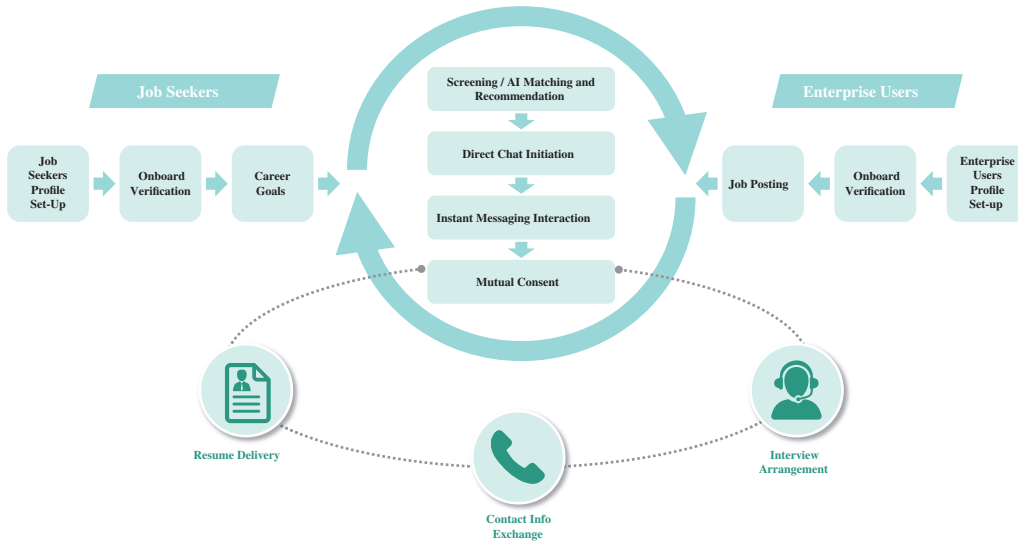 Job Seekers
Enterprise Users
Screening / AI Matching and
Recommendation
Direct Chat Initiation
Instant Messaging Interaction
Mutual Consent
Job
Seekers
Profile
Set-Up
Onboard
Verification
Career
Goals
Job Posting
Onboard
Verification
Enterprise
Users
Profile
Set-up
Resume Delivery
Contact Info
Exchange
Interview
Arrangement